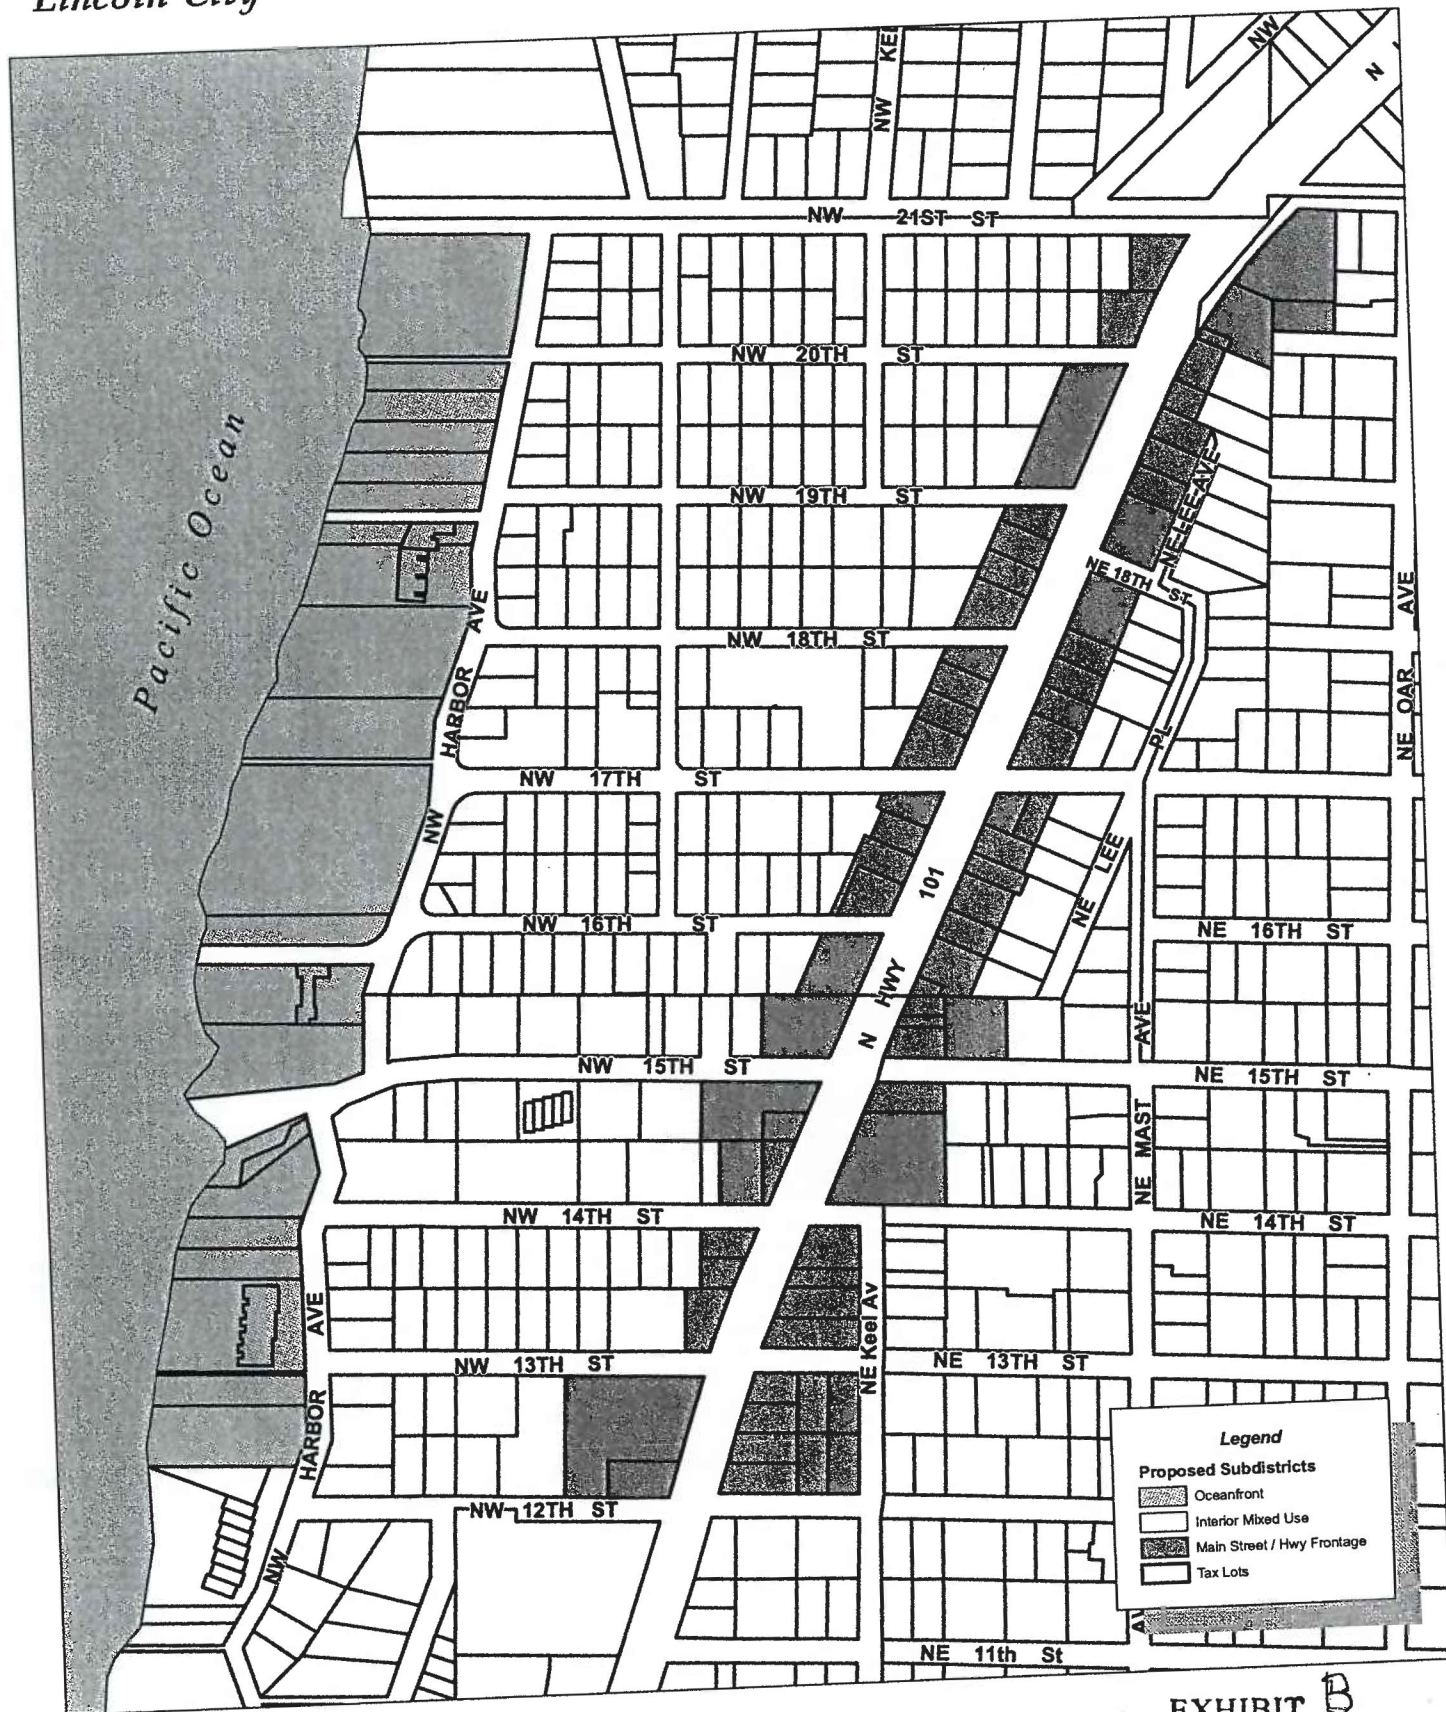 Lincoln City
NW
N
NW KEE
NW 21ST ST
NW 20TH ST
Pacific Ocean
NW 19TH ST
NE LEE AVE
NE 18TH ST
NW 18TH ST
NW HARBOR AVE
NE OAR AVE
PL
NW 17TH ST
NE LEE
N HWY 101
NW 16TH ST
NE 16TH ST
NW 15TH ST
NE 15TH ST
NE MAST AVE
NW 14TH ST
NE 14TH ST
NW HARBOR AVE
NE Keel Av
NW 13TH ST
NE 13TH ST
NW 12TH ST
Legend
Proposed Subdistricts
Oceanfront
Interior Mixed Use
Main Street / Hwy Frontage
Tax Lots
AV
NE 11th St
EXHIBIT B